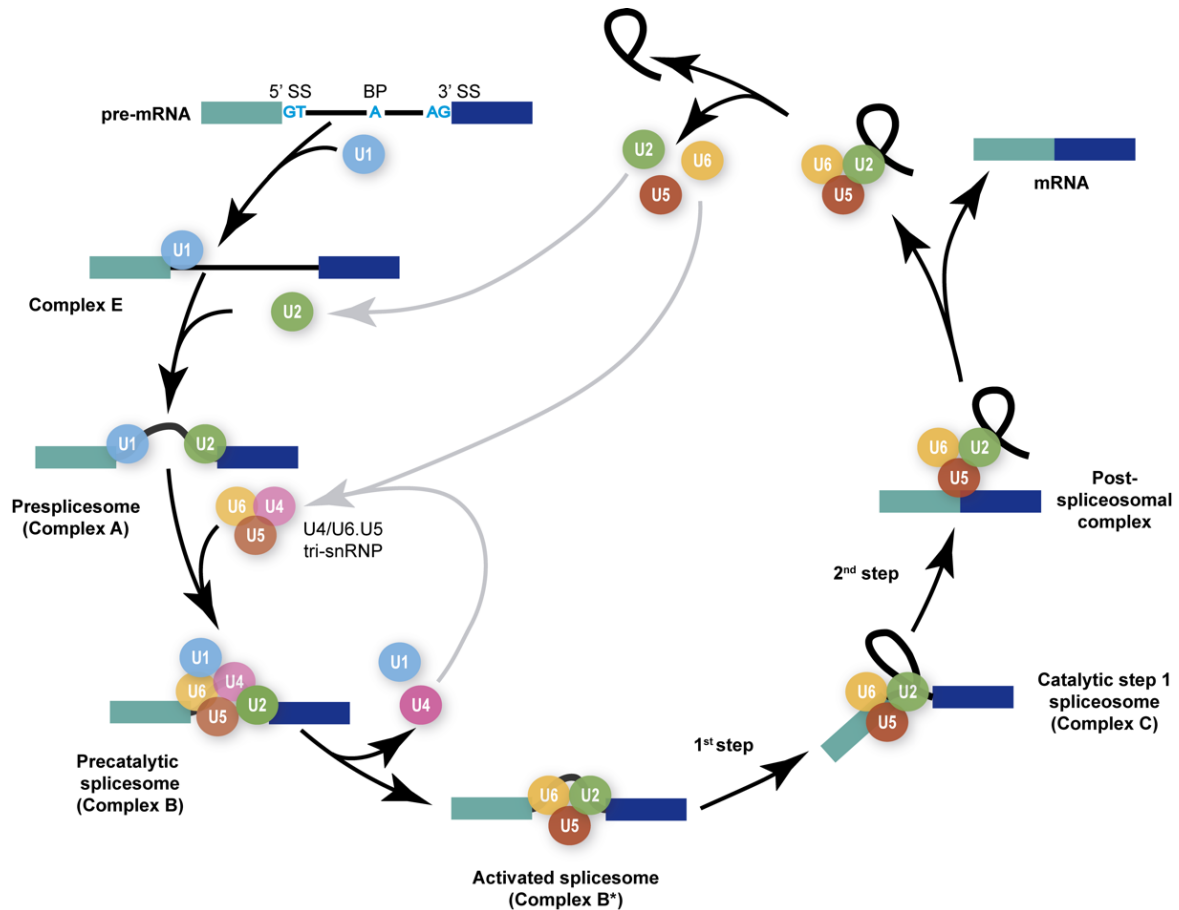 5’ SS
BP
3’ SS
pre-mRNA
GT
A
AG
U1
U1
Complex E
U2
U1
U2
Presplicesome
(Complex A)
U6
U4
U5
U4/U6.U5
tri-snRNP
U1
U6
U4
U5
U2
Precatalytic
splicesome
(Complex B)
U1
U4
U6
U2
U5
Activated splicesome
(Complex B*)
1st step
U6
U2
U5
Catalytic step 1
spliceosome
(Complex C)
2nd step
U6
U2
U5
Post-
spliceosomal
complex
mRNA
U6
U2
U5
U2
U6
U5